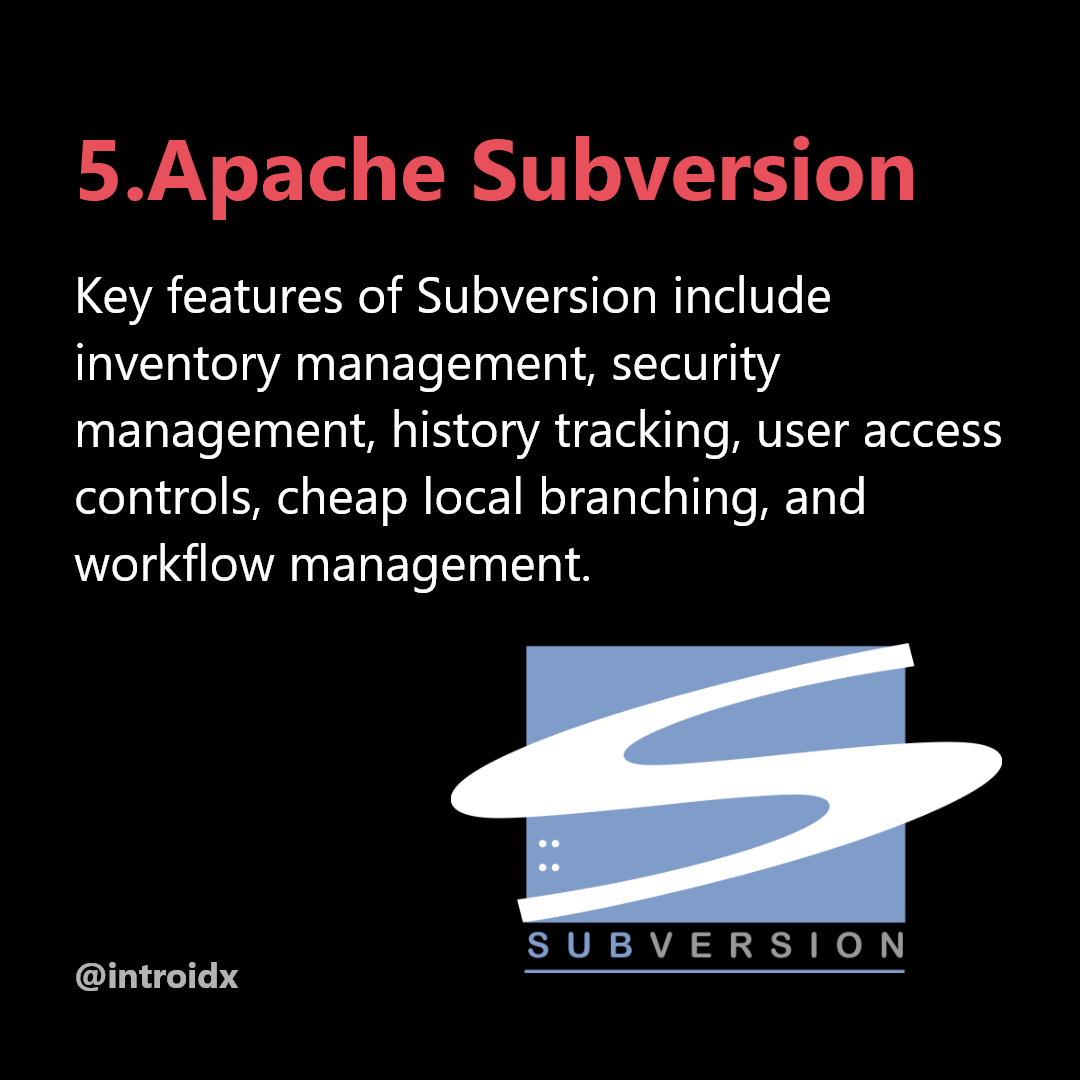 5.Apache Subversion
Key features of Subversion include
inventory management, security
management, history tracking, user access
controls, cheap local branching, and
workflow management.
SUBVERSION
@introidx